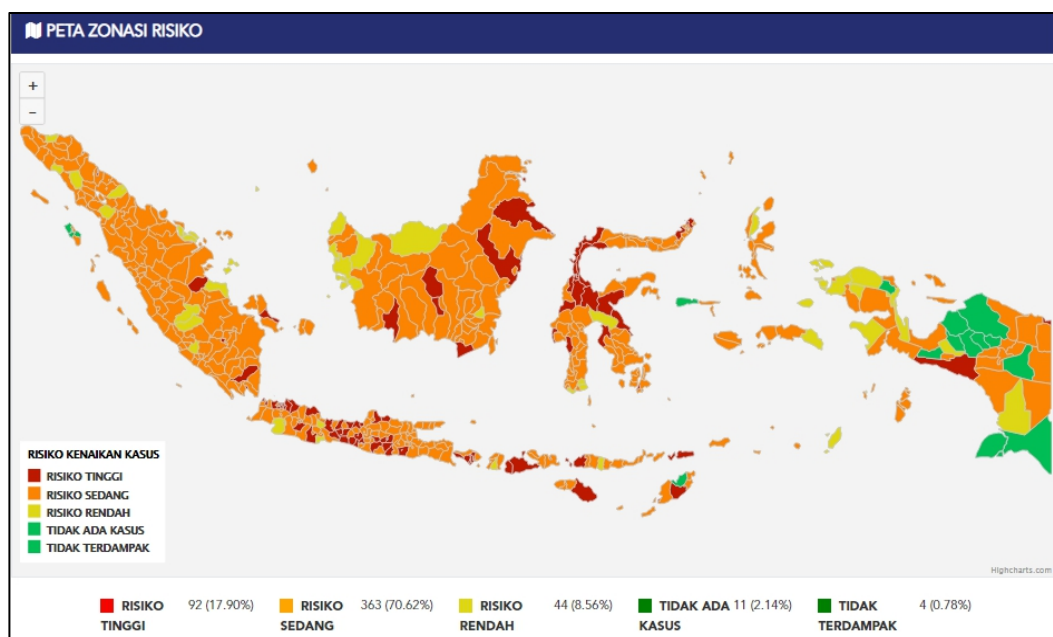 PETA ZONASI RISIKO
+
-
RISIKO KENAIKAN KASUS
RISIKO TINGGI
RISIKO SEDANG
RISIKO RENDAH
TIDAK ADA KASUS
TIDAK TERDAMPAK
Highcharts.com
RISIKO TINGGI 92 (17.90%)
RISIKO SEDANG 363 (70.62%)
RISIKO RENDAH 44 (8.56%)
TIDAK ADA KASUS 11 (2.14%)
TIDAK TERDAMPAK 4 (0.78%)